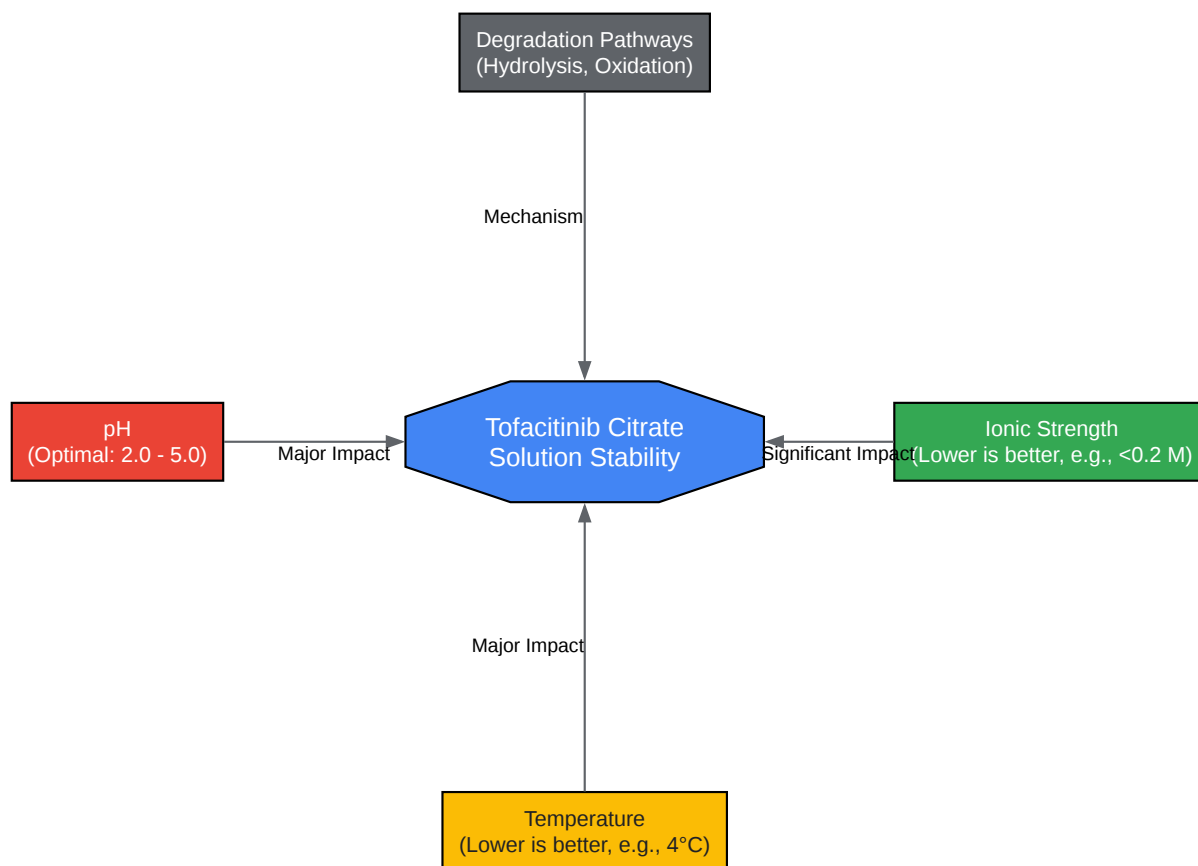 Degradation Pathways
(Hydrolysis, Oxidation)
Mechanism
pH
(Optimal: 2.0 - 5.0)
Major Impact
Tofacitinib Citrate
Solution Stability
Significant Impact
Ionic Strength
(Lower is better, e.g., <0.2 M)
Major Impact
Temperature
(Lower is better, e.g., 4°C)